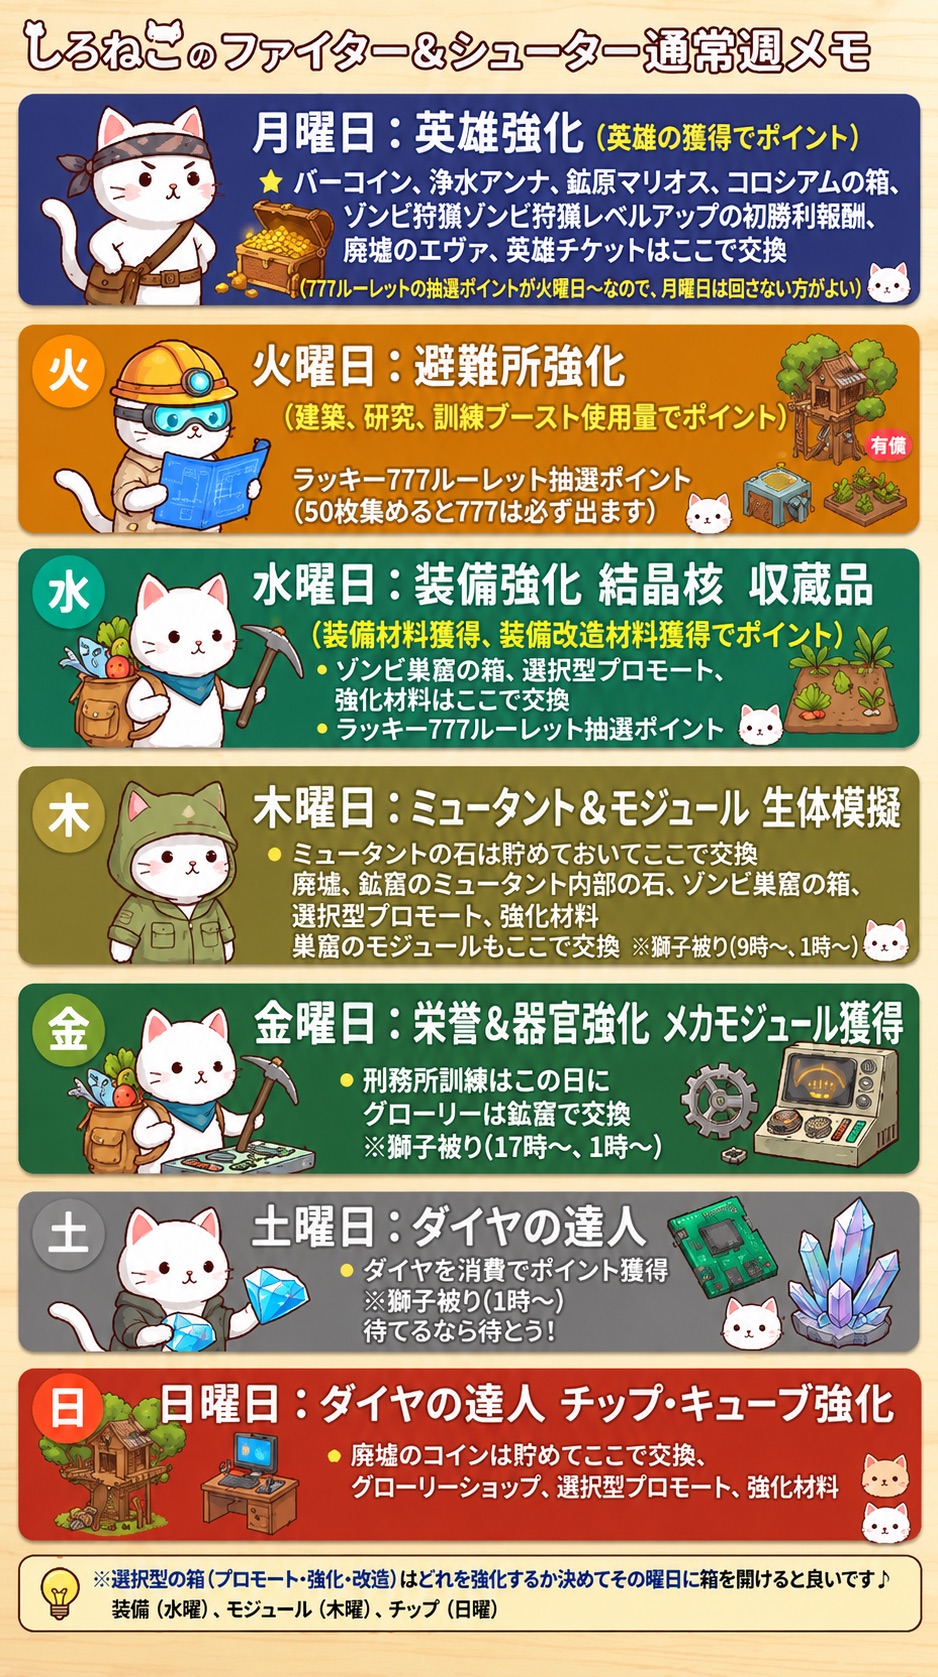 しろねこのファイター＆シューター通常週メモ
月曜日：英雄強化（英雄の獲得でポイント）
バーコイン、浄水アンナ、鉱原マリオス、コロシアムの箱、
ゾンビ狩猟ゾンビ狩猟レベルアップの初勝利報酬、
廃墟のエヴァ、英雄チケットはここで交換
（777ルーレットの抽選ポイントが火曜日〜なので、月曜日は回さない方がよい）
火
火曜日：避難所強化
（建築、研究、訓練ブースト使用量でポイント）
有備
ラッキー777ルーレット抽選ポイント
（50枚集めると777は必ず出ます）
水
水曜日：装備強化 結晶核 収蔵品
（装備材料獲得、装備改造材料獲得でポイント）
• ゾンビ巣窟の箱、選択型プロモート、
強化材料はここで交換
• ラッキー777ルーレット抽選ポイント
木
木曜日：ミュータント＆モジュール 生体模擬
• ミュータントの石は貯めておいてここで交換
廃墟、鉱窟のミュータント内部の石、ゾンビ巣窟の箱、
選択型プロモート、強化材料
巣窟のモジュールもここで交換 ※獅子被り(9時〜、1時〜)
金
金曜日：栄誉＆器官強化 メカモジュール獲得
• 刑務所訓練はこの日に
グローリーは鉱窟で交換
※獅子被り(17時〜、1時〜)
土
土曜日：ダイヤの達人
• ダイヤを消費でポイント獲得
※獅子被り(1時〜)
待てるなら待とう！
日
日曜日：ダイヤの達人 チップ・キューブ強化
• 廃墟のコインは貯めてここで交換、
グローリーショップ、選択型プロモート、強化材料
※選択型の箱（プロモート・強化・改造）はどれを強化するか決めてその曜日に箱を開けると良いです♪
装備（水曜）、モジュール（木曜）、チップ（日曜）